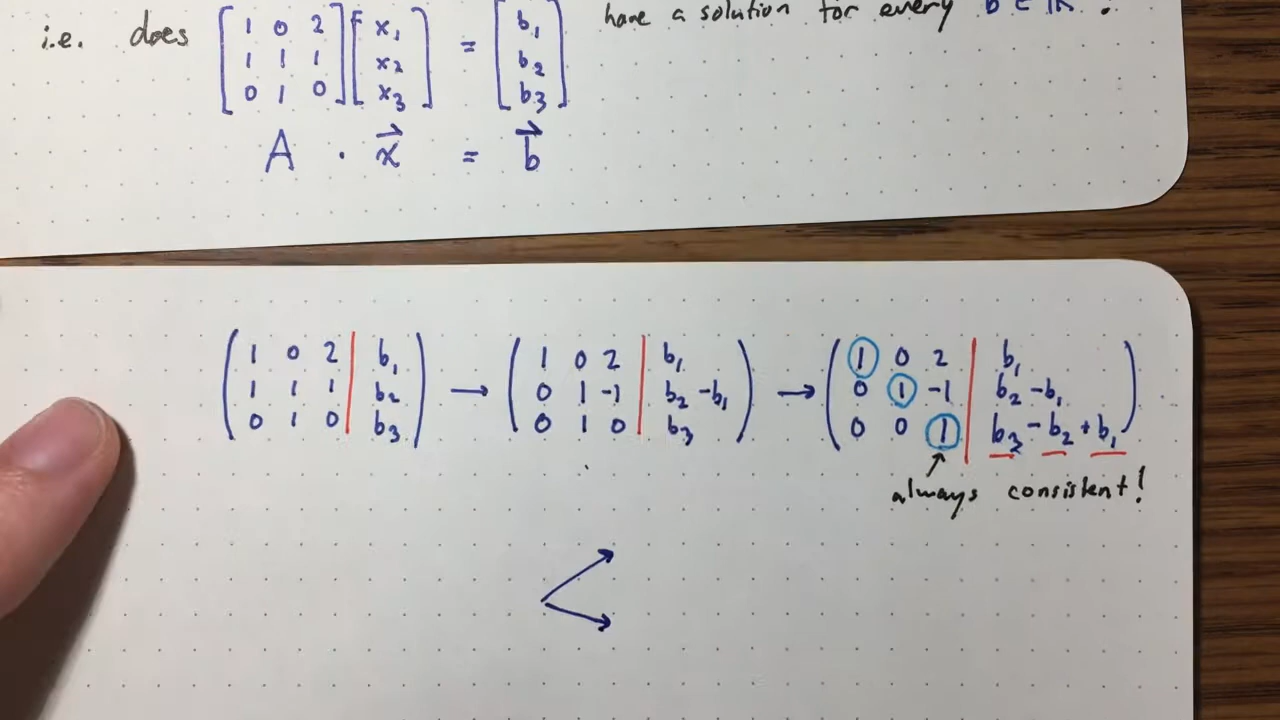 i.e. does [1 0 2 [x₁ = [b₁ have a solution for every
1 1 1 x₂ b₂
0 1 0] x₃] b₃]
A · x⃗ = b⃗
(1 0 2 | b₁) → (1 0 2 | b₁) → (1 0 2 | b₁)
1 1 1 | b₂ 0 1 -1 | b₂ - b₁ 0 1 -1 | b₂ - b₁
0 1 0 | b₃ 0 1 0 | b₃ 0 0 1 | b₃ - b₂ + b₁
always consistent!